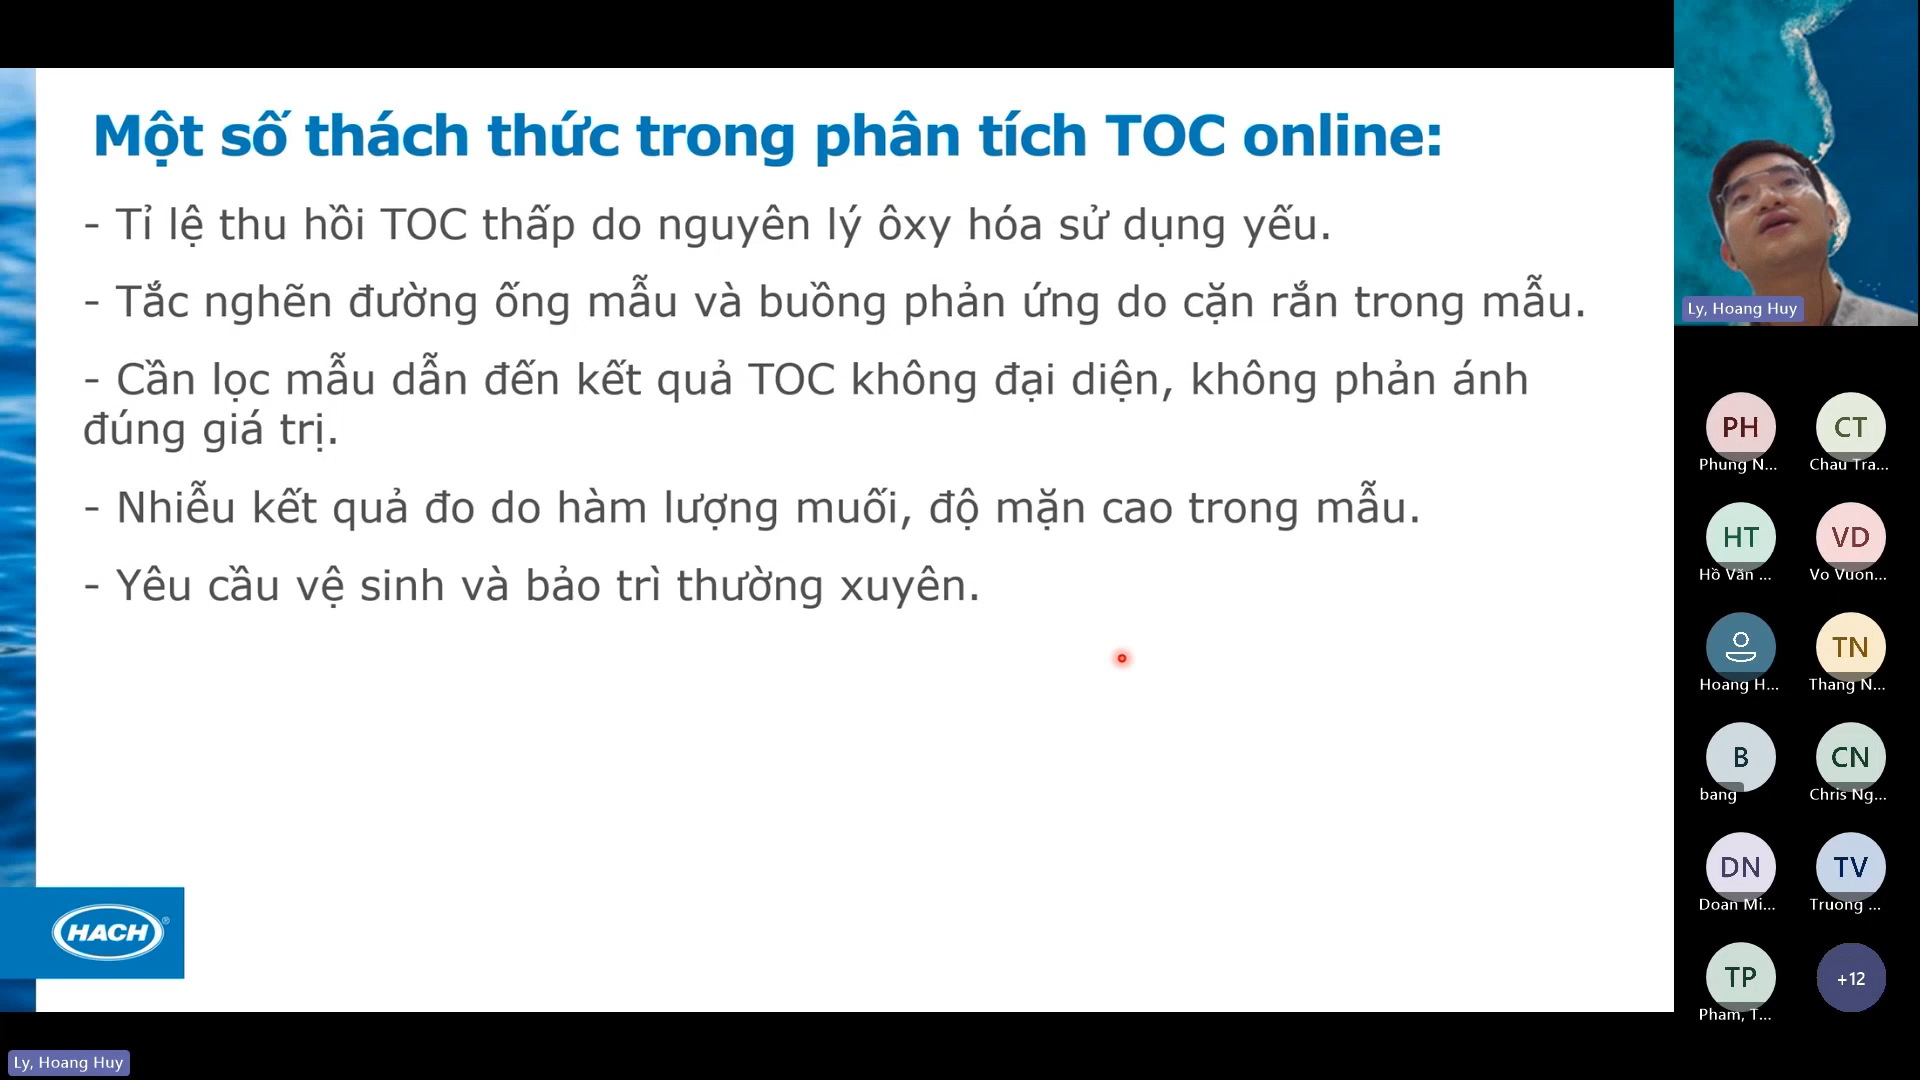 Một số thách thức trong phân tích TOC online:
- Tỉ lệ thu hồi TOC thấp do nguyên lý ôxy hóa sử dụng yếu.
- Tắc nghẽn đường ống mẫu và buồng phản ứng do cặn rắn trong mẫu.
- Cần lọc mẫu dẫn đến kết quả TOC không đại diện, không phản ánh
đúng giá trị.
- Nhiễu kết quả đo do hàm lượng muối, độ mặn cao trong mẫu.
- Yêu cầu vệ sinh và bảo trì thường xuyên.
HACH®
Ly, Hoang Huy
Ly, Hoang Huy
PH
Phung N...
CT
Chau Tra...
HT
Hồ Văn ...
VD
Vo Vuon...
Hoang H...
TN
Thang N...
B
bang
CN
Chris Ng...
DN
Doan Mi...
TV
Truong ...
TP
Pham, T...
+12